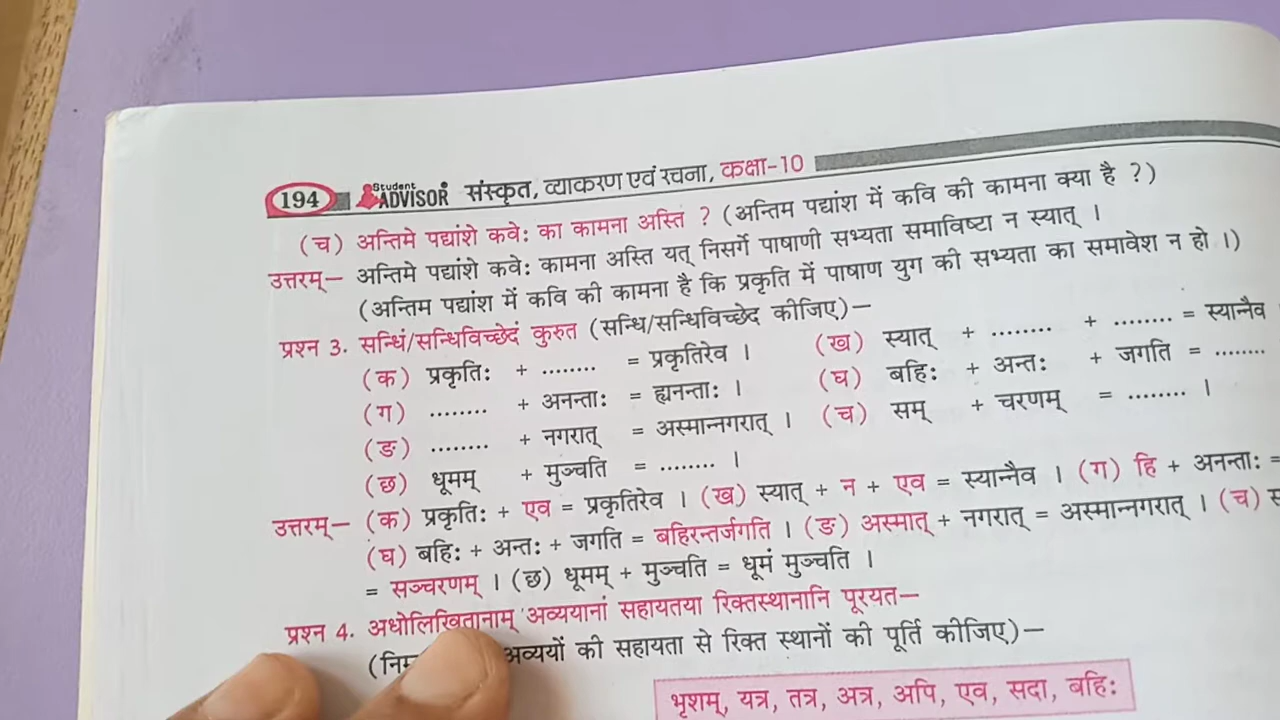 194 Student ADVISOR संस्कृत, व्याकरण एवं रचना, कक्षा-10
(च) अन्तिमे पद्यांशे कवेः का कामना अस्ति ? (अन्तिम पद्यांश में कवि की कामना क्या है ?)
उत्तरम्— अन्तिमे पद्यांशे कवेः कामना अस्ति यत् निसर्गे पाषाणी सभ्यता समाविष्टा न स्यात् ।
(अन्तिम पद्यांश में कवि की कामना है कि प्रकृति में पाषाण युग की सभ्यता का समावेश न हो ।)
प्रश्न 3. सन्धिं/सन्धिविच्छेदं कुरुत (सन्धि/सन्धिविच्छेद कीजिए)—
(क) प्रकृतिः + ........ = प्रकृतिरेव । (ख) स्यात् + ........ + ........ = स्यान्नैव
(ग) ........ + अनन्ताः = ह्यनन्ताः । (घ) बहिः + अन्तः + जगति = ........
(ङ) ........ + नगरात् = अस्मान्नगरात् । (च) सम् + चरणम् = ........ ।
(छ) धूमम् + मुञ्चति = ........ ।
उत्तरम्— (क) प्रकृतिः + एव = प्रकृतिरेव । (ख) स्यात् + न + एव = स्यान्नैव । (ग) हि + अनन्ताः =
(घ) बहिः + अन्तः + जगति = बहिरन्तर्जगति । (ङ) अस्मात् + नगरात् = अस्मान्नगरात् । (च)
= सञ्चरणम् । (छ) धूमम् + मुञ्चति = धूमं मुञ्चति ।
प्रश्न 4. अधोलिखितानाम् अव्ययानां सहायतया रिक्तस्थानानि पूरयत—
अव्ययों की सहायता से रिक्त स्थानों की पूर्ति कीजिए)—
भृशम्, यत्र, तत्र, अत्र, अपि, एव, सदा, बहिः